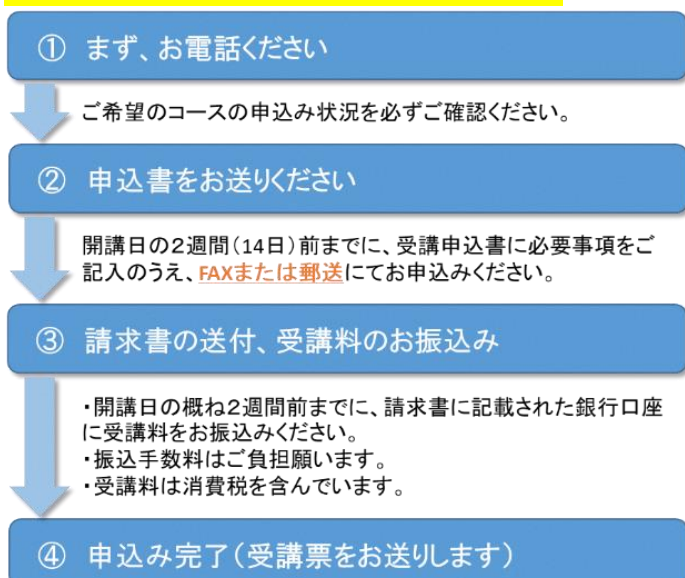 ① まず、お電話ください
ご希望のコースの申込み状況を必ずご確認ください。
② 申込書をお送りください
開講日の２週間(14日)前までに、受講申込書に必要事項をご
記入のうえ、FAXまたは郵送にてお申込みください。
③ 請求書の送付、受講料のお振込み
・開講日の概ね２週間前までに、請求書に記載された銀行口座
に受講料をお振込みください。
・振込手数料はご負担願います。
・受講料は消費税を含んでいます。
④ 申込み完了(受講票をお送りします)